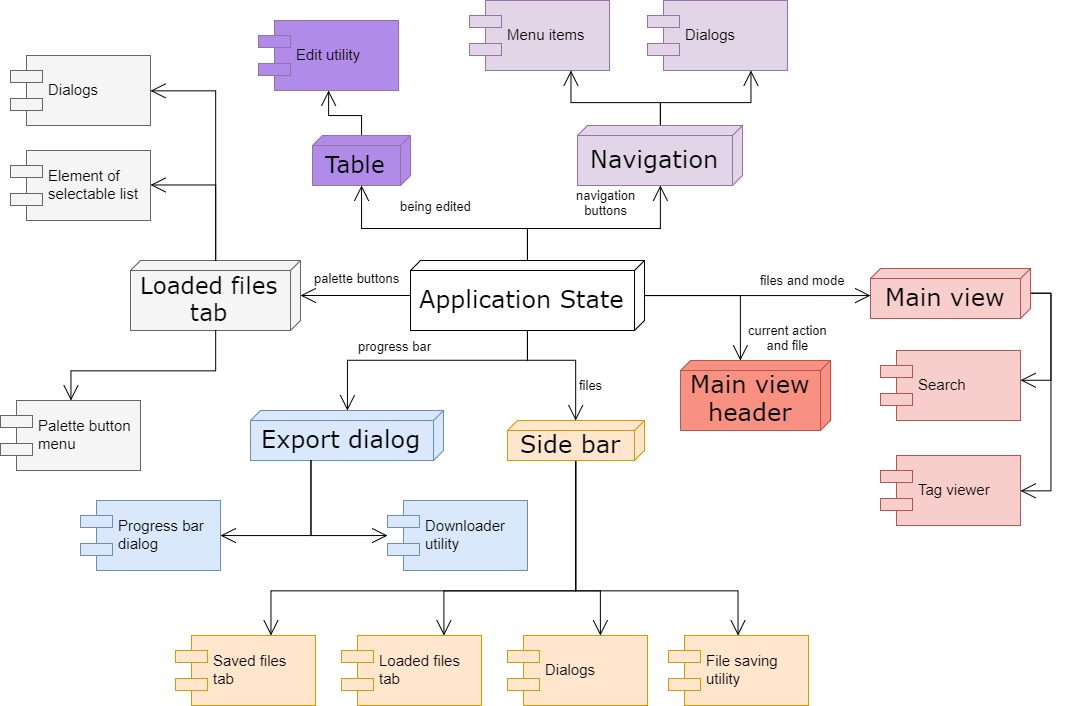 Menu items
Dialogs
Edit utility
Dialogs
Table
Navigation
Element of
selectable list
being edited
navigation
buttons
Loaded files
tab
palette buttons
Application State
files and mode
Main view
current action
and file
progress bar
files
Main view
header
Search
Palette button
menu
Export dialog
Side bar
Tag viewer
Progress bar
dialog
Downloader
utility
Saved files
tab
Loaded files
tab
Dialogs
File saving
utility